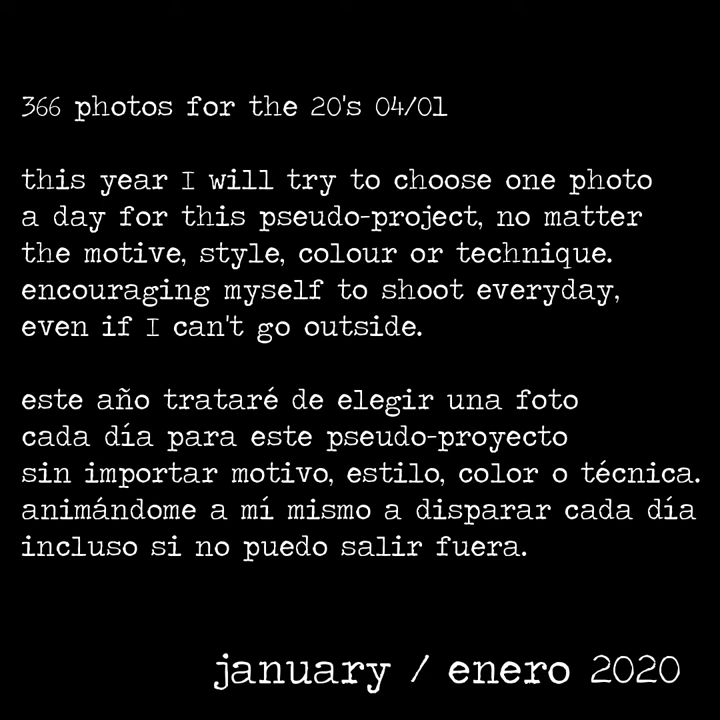 366 photos for the 20's 04/01
this year I will try to choose one photo
a day for this pseudo-project, no matter
the motive, style, colour or technique.
encouraging myself to shoot everyday,
even if I can't go outside.
este año trataré de elegir una foto
cada día para este pseudo-proyecto
sin importar motivo, estilo, color o técnica.
animándome a mí mismo a disparar cada día
incluso si no puedo salir fuera.
january / enero 2020